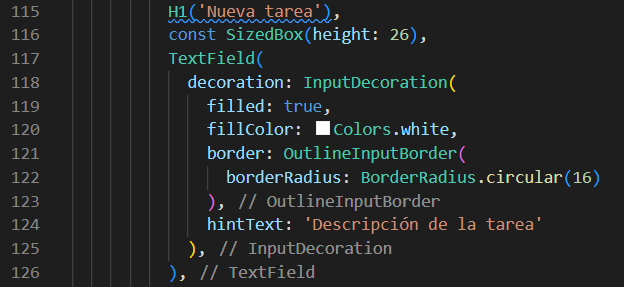 115 H1('Nueva tarea'),
116 const SizedBox(height: 26),
117 TextField(
118 decoration: InputDecoration(
119 filled: true,
120 fillColor: Colors.white,
121 border: OutlineInputBorder(
122 borderRadius: BorderRadius.circular(16)
123 ), // OutlineInputBorder
124 hintText: 'Descripción de la tarea'
125 ), // InputDecoration
126 ), // TextField